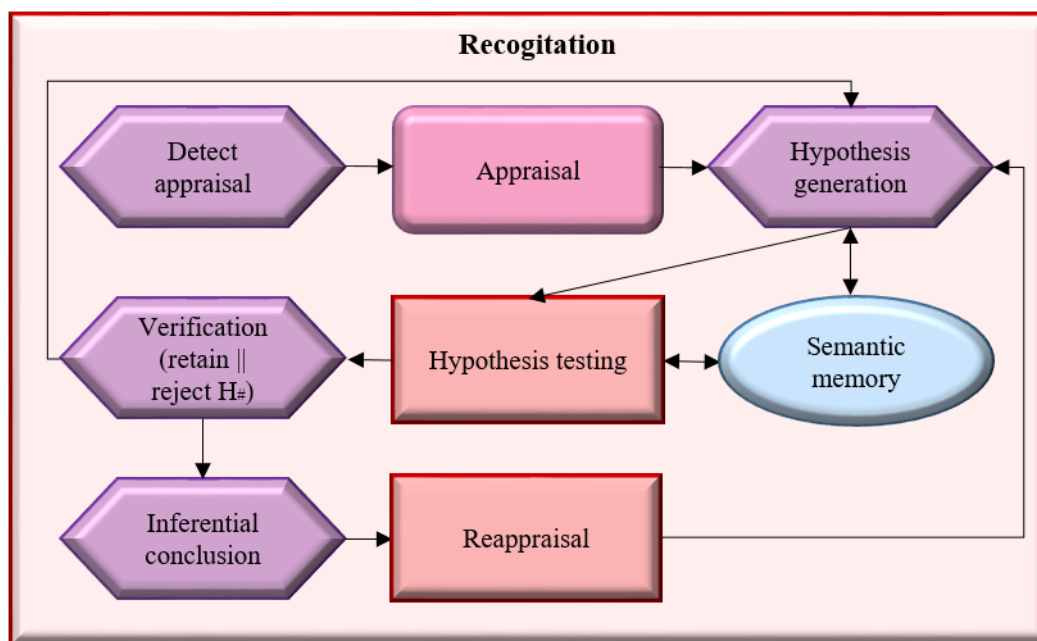 Recogitation
Detect
appraisal
Appraisal
Hypothesis
generation
Verification
(retain ||
reject H#)
Hypothesis testing
Semantic
memory
Inferential
conclusion
Reappraisal